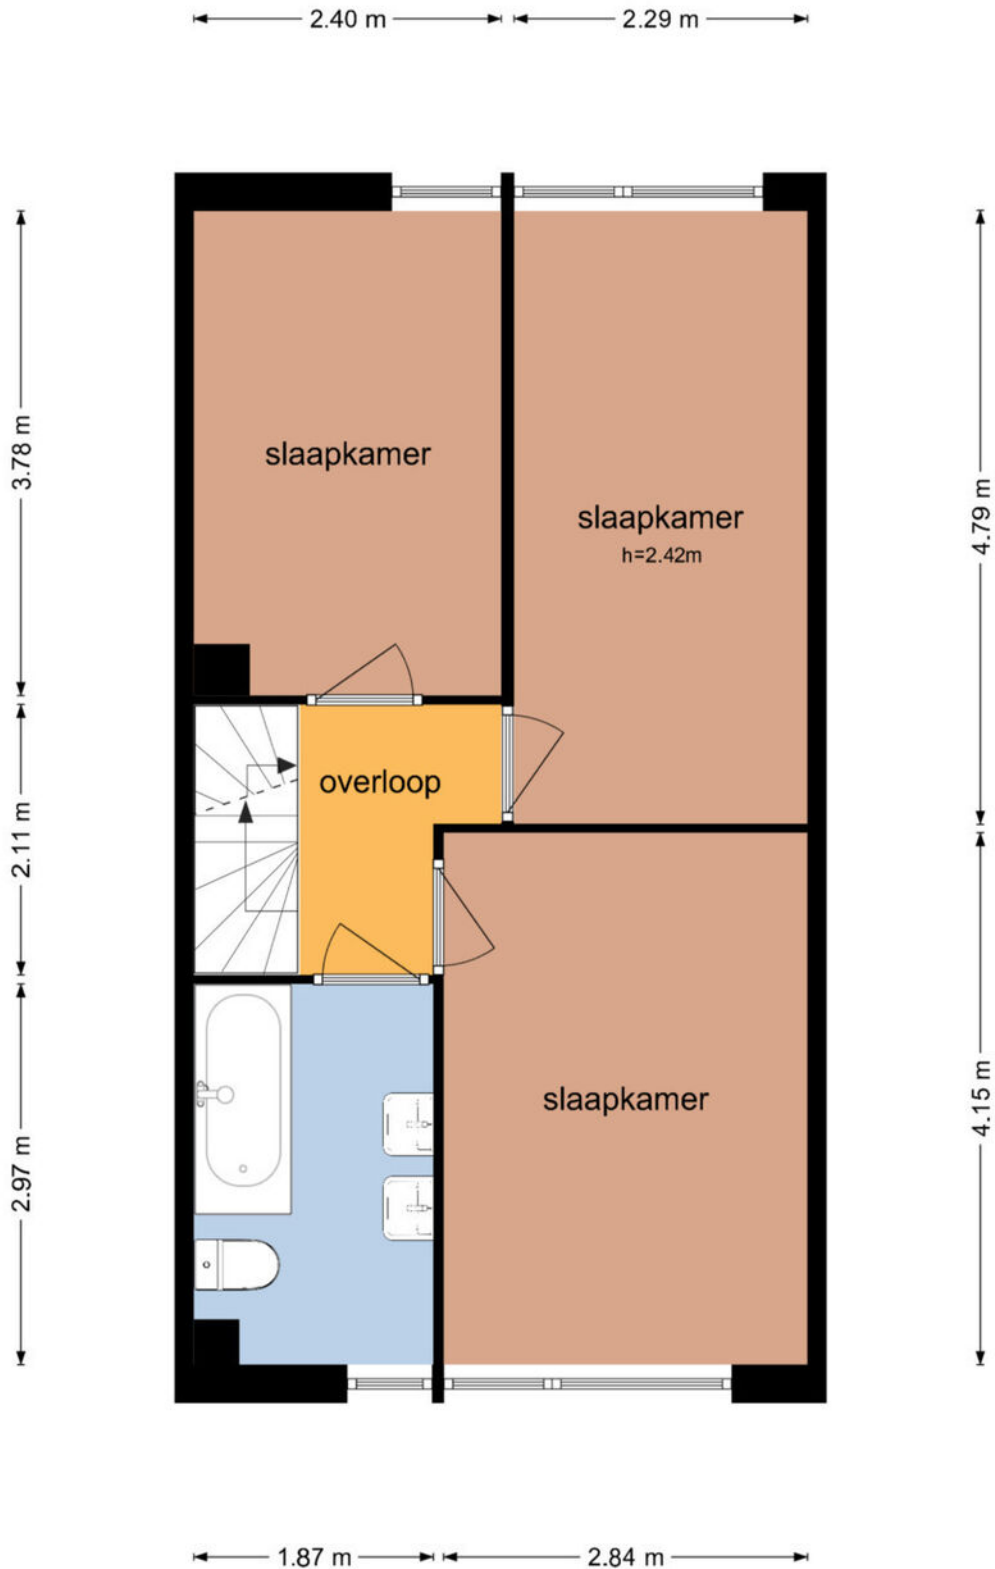 2.40 m
2.29 m
3.78 m
slaapkamer
slaapkamer
h=2.42m
4.79 m
2.11 m
overloop
2.97 m
slaapkamer
4.15 m
1.87 m
2.84 m